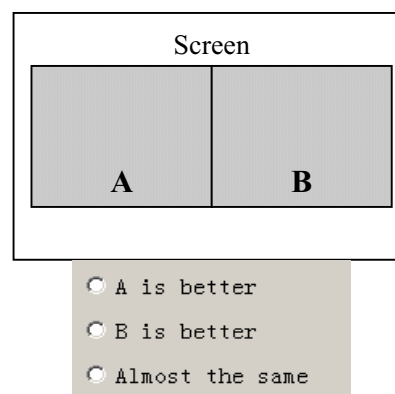 Screen
A B
A is better
B is better
Almost the same